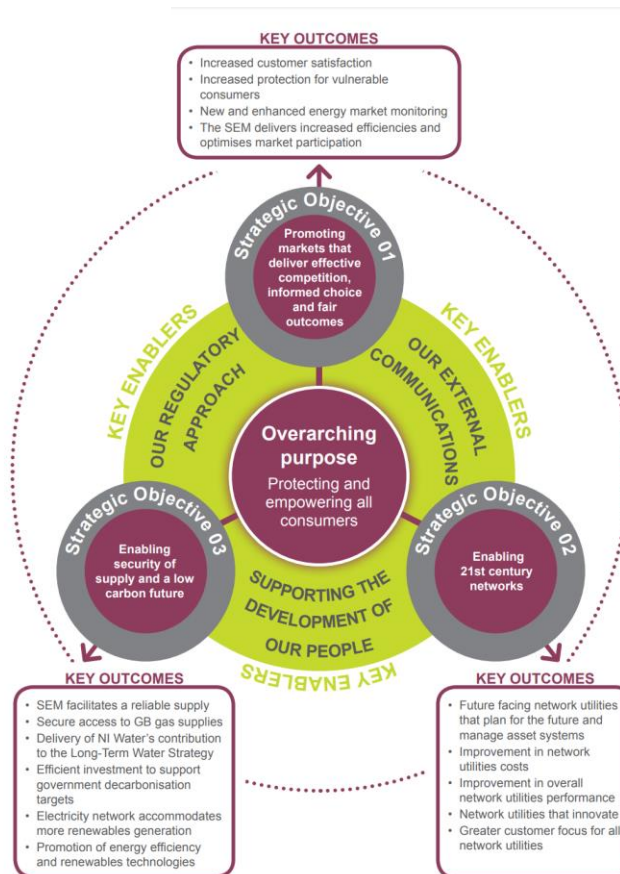 KEY OUTCOMES
• Increased customer satisfaction
• Increased protection for vulnerable
consumers
• New and enhanced energy market monitoring
• The SEM delivers increased efficiencies and
optimises market participation
Strategic Objective 01
Promoting
markets that
deliver effective
competition,
informed choice
and fair
outcomes
KEY ENABLERS
OUR REGULATORY
APPROACH
KEY ENABLERS
OUR EXTERNAL
COMMUNICATIONS
Overarching
purpose
Protecting and
empowering all
consumers
Strategic Objective 03
Enabling
security of
supply and a low
carbon future
Strategic Objective 02
Enabling
21st century
networks
SUPPORTING THE
DEVELOPMENT OF
OUR PEOPLE
KEY ENABLERS
KEY OUTCOMES
• SEM facilitates a reliable supply
• Secure access to GB gas supplies
• Delivery of NI Water's contribution
to the Long-Term Water Strategy
• Efficient investment to support
government decarbonisation
targets
• Electricity network accommodates
more renewables generation
• Promotion of energy efficiency
and renewables technologies
KEY OUTCOMES
• Future facing network utilities
that plan for the future and
manage asset systems
• Improvement in network
utilities costs
• Improvement in overall
network utilities performance
• Network utilities that innovate
• Greater customer focus for all
network utilities